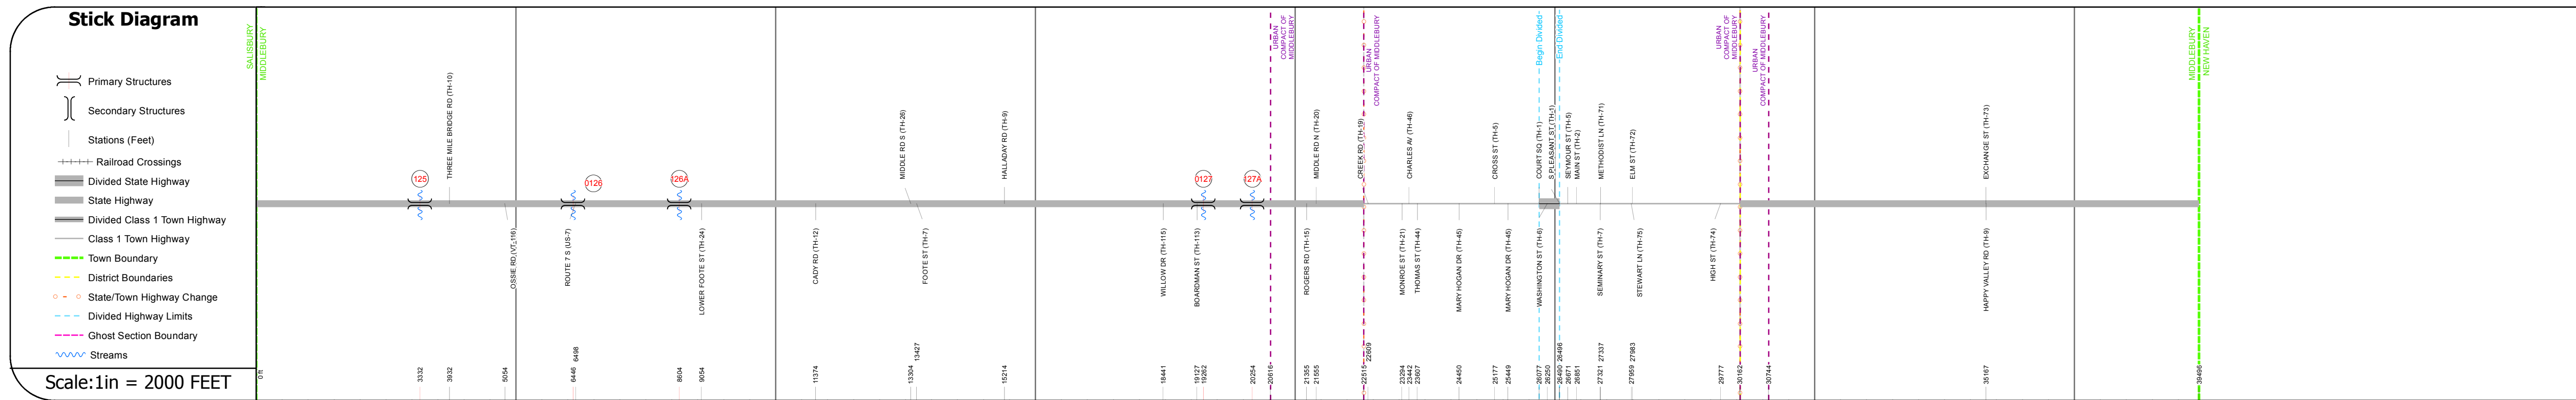 Stick Diagram
Primary Structures
Secondary Structures
Stations (Feet)
Railroad Crossings
Divided State Highway
State Highway
Divided Class 1 Town Highway
Class 1 Town Highway
Town Boundary
District Boundaries
State/Town Highway Change
Divided Highway Limits
Ghost Section Boundary
Streams
Scale:1in = 2000 FEET
SALISBURY
MIDDLEBURY
URBAN
COMPACT OF
MIDDLEBURY
URBAN
COMPACT OF MIDDLEBURY
Begin Divided
End Divided
URBAN
COMPACT OF
MIDDLEBURY
URBAN
COMPACT OF MIDDLEBURY
MIDDLEBURY
NEW HAVEN
THREE MILE BRIDGE RD (TH-10)
MIDDLE RD S (TH-26)
HALLADAY RD (TH-9)
MIDDLE RD N (TH-20)
CREEK RD (TH-19)
CHARLES AV (TH-46)
CROSS ST (TH-5)
COURT SQ (TH-1)
S PLEASANT ST (TH-1)
SEYMOUR ST (TH-5)
MAIN ST (TH-2)
METHODIST LN (TH-71)
ELM ST (TH-72)
EXCHANGE ST (TH-73)
125
0126
126A
0127
127A
OSSIE RD (VT-116)
ROUTE 7 S (US-7)
LOWER FOOTE ST (TH-24)
CADY RD (TH-12)
FOOTE ST (TH-7)
WILLOW DR (TH-115)
BOARDMAN ST (TH-113)
ROGERS RD (TH-15)
MONROE ST (TH-21)
THOMAS ST (TH-44)
MARY HOGAN DR (TH-45)
MARY HOGAN DR (TH-45)
WASHINGTON ST (TH-6)
SEMINARY ST (TH-7)
STEWART LN (TH-75)
HIGH ST (TH-74)
HAPPY VALLEY RD (TH-9)
0 ft
3332
3932
5054
6446
6498
8604
9054
11374
13304
13427
15214
18441
19127
19262
20254
20616
21355
21555
22515
22609
23294
23442
23607
24450
25177
25449
26077
26250
26490
26496
26671
26851
27321
27337
27959
27983
29777
30162
30744
35167
39496